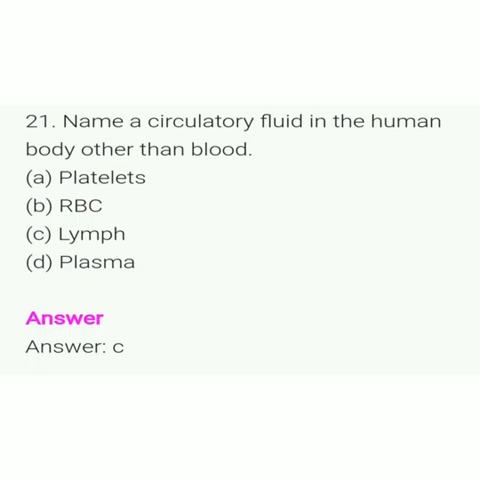 21. Name a circulatory fluid in the human
body other than blood.
(a) Platelets
(b) RBC
(c) Lymph
(d) Plasma
Answer
Answer: c